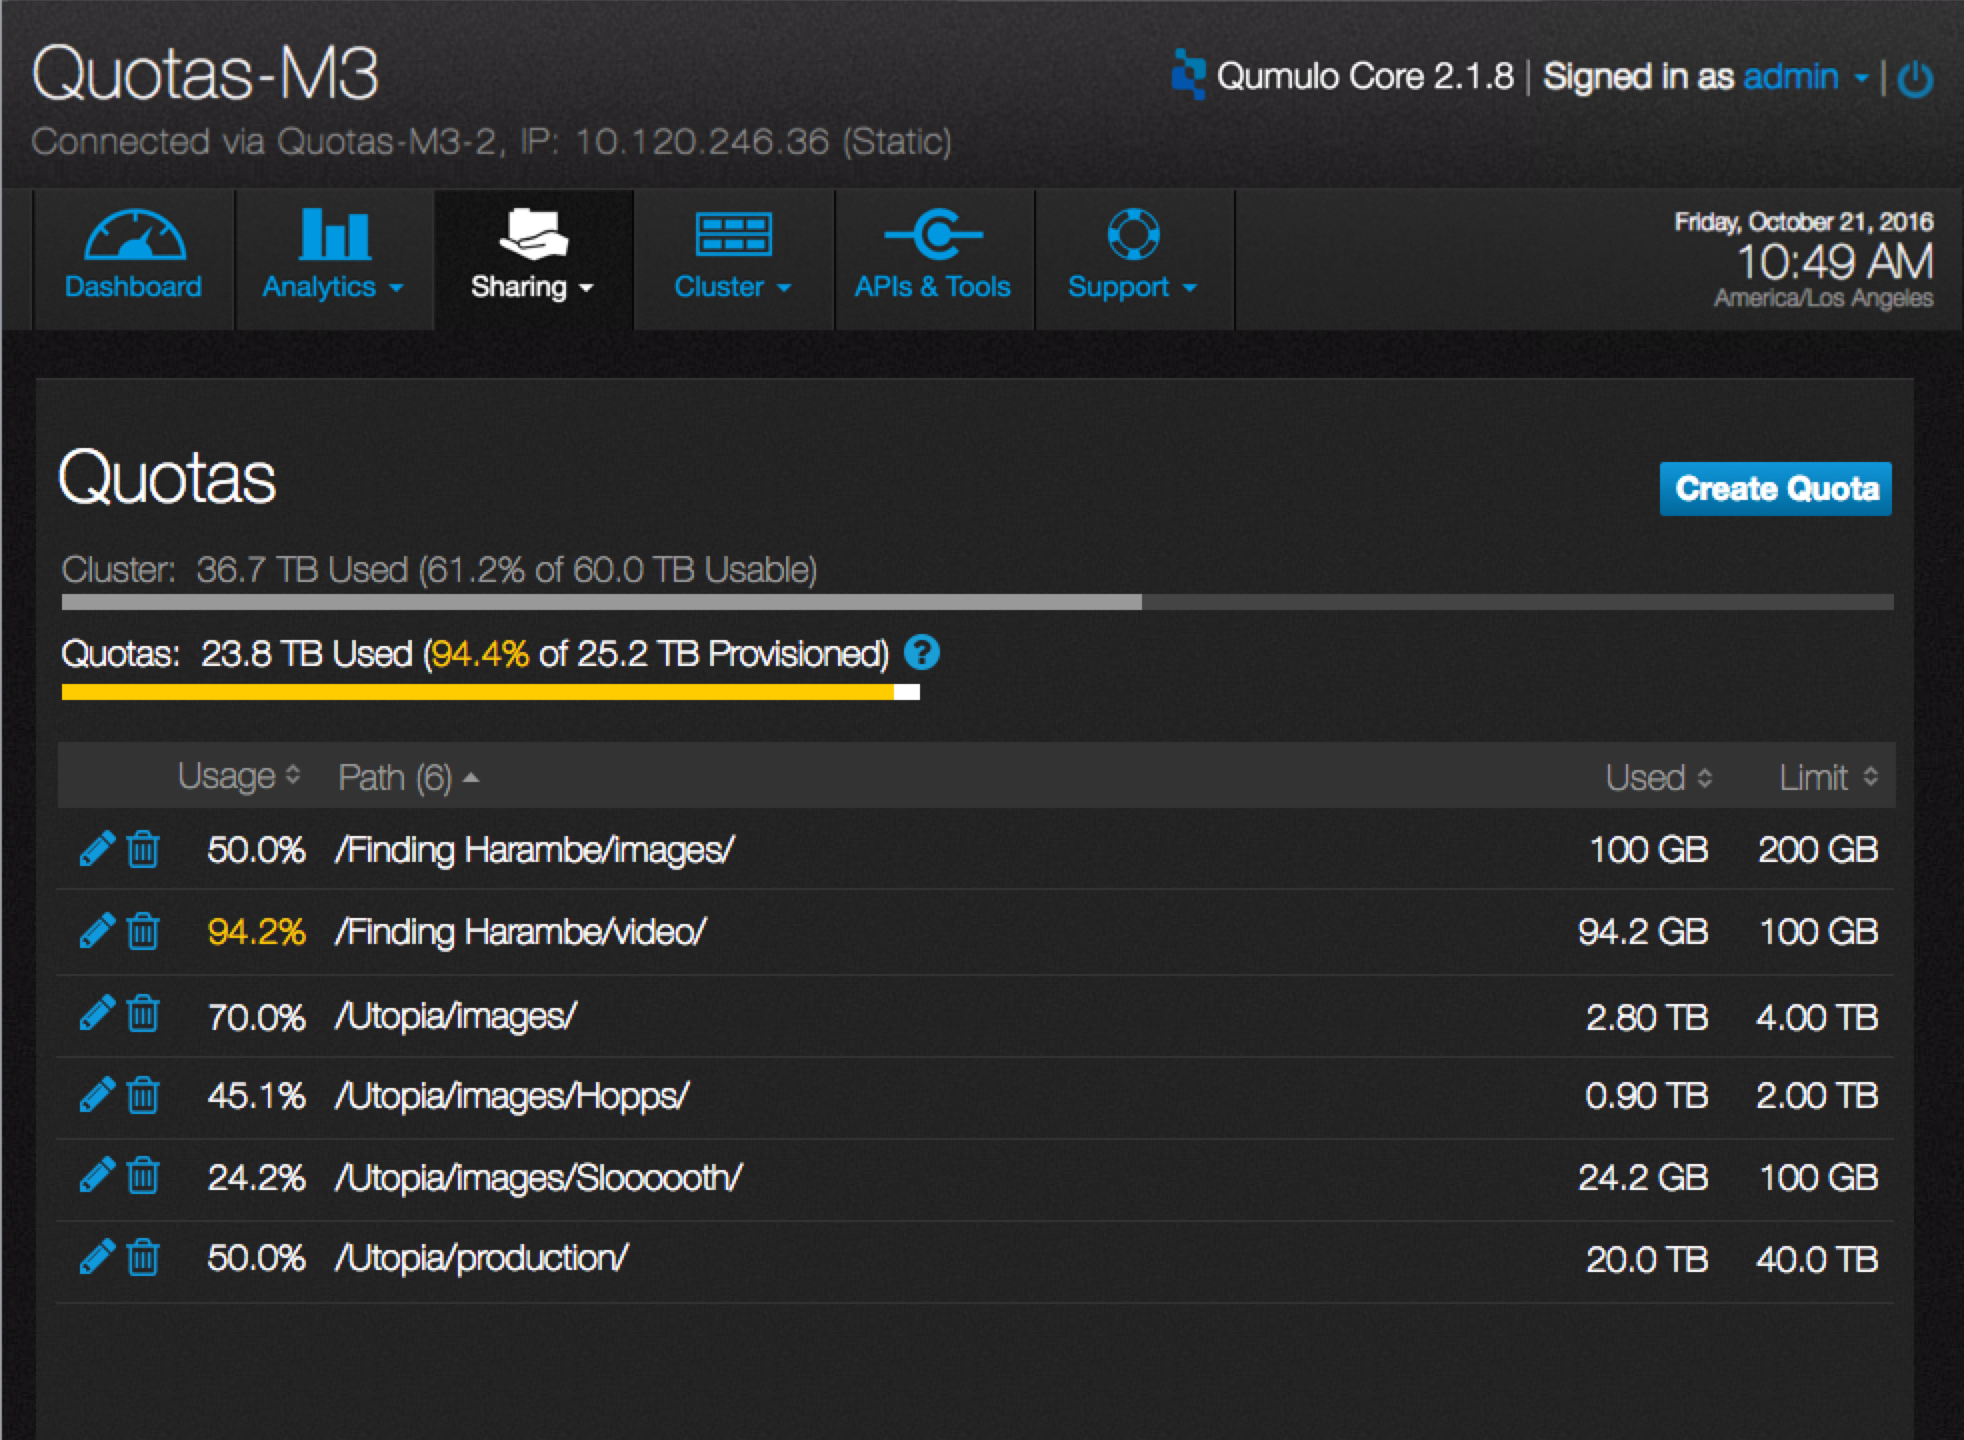 Quotas-M3
Qumulo Core 2.1.8 | Signed in as admin
Connected via Quotas-M3-2, IP: 10.120.246.36 (Static)
Dashboard
Analytics
Sharing
Cluster
APIs & Tools
Support
Friday, October 21, 2016
10:49 AM
America/Los Angeles
Quotas
Create Quota
Cluster: 36.7 TB Used (61.2% of 60.0 TB Usable)
Quotas: 23.8 TB Used (94.4% of 25.2 TB Provisioned) ?
Usage Path (6) Used Limit
50.0% /Finding Harambe/images/ 100 GB 200 GB
94.2% /Finding Harambe/video/ 94.2 GB 100 GB
70.0% /Utopia/images/ 2.80 TB 4.00 TB
45.1% /Utopia/images/Hopps/ 0.90 TB 2.00 TB
24.2% /Utopia/images/Sloooooth/ 24.2 GB 100 GB
50.0% /Utopia/production/ 20.0 TB 40.0 TB